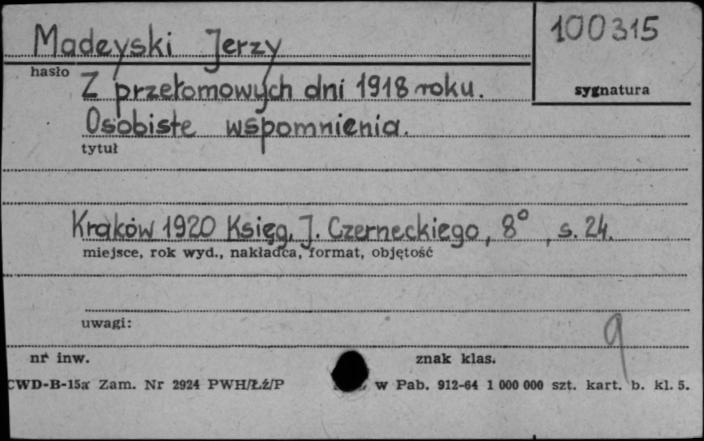 Madeyski Jerzy
100315
hasło
sygnatura
Z przełomowych dni 1918 roku.
Osobiste wspomnienia.
tytuł
Kraków 1920 Księg. J. Czerneckiego, 8°, s. 24.
miejsce, rok wyd., nakładca, format, objętość
uwagi:
9
nr inw.
znak klas.
CWD-B-15a Zam. Nr 2924 PWH/Łź/P w Pab. 912-64 1 000 000 szt. kart. b. kl. 5.